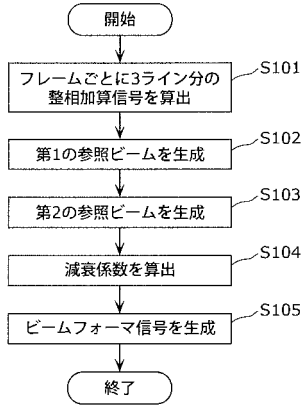 開始
フレームごとに3ライン分の
整相加算信号を算出
S101
第1の参照ビームを生成
S102
第2の参照ビームを生成
S103
減衰係数を算出
S104
ビームフォーマ信号を生成
S105
終了